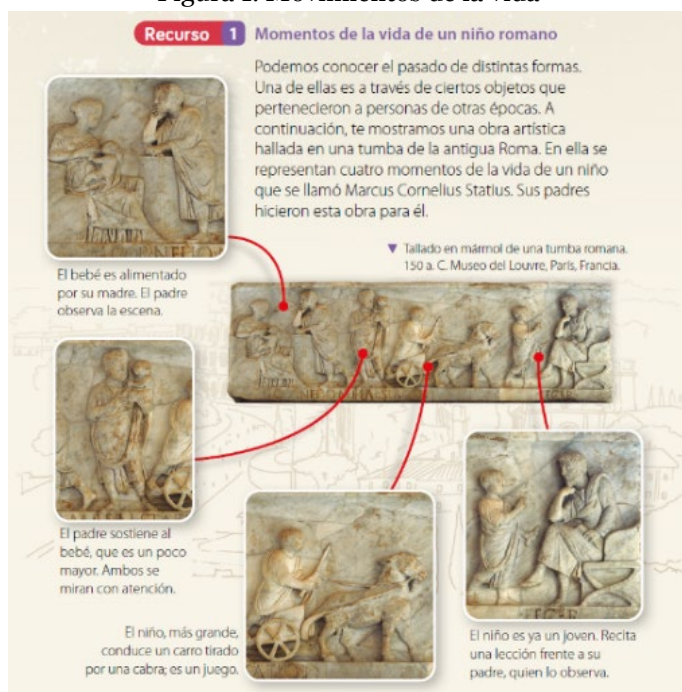 Recurso 1 Momentos de la vida de un niño romano
Podemos conocer el pasado de distintas formas.
Una de ellas es a través de ciertos objetos que
pertenecieron a personas de otras épocas. A
continuación, te mostramos una obra artística
hallada en una tumba de la antigua Roma. En ella se
representan cuatro momentos de la vida de un niño
que se llamó Marcus Cornelius Statius. Sus padres
hicieron esta obra para él.
▼ Tallado en mármol de una tumba romana.
150 a. C. Museo del Louvre, París, Francia.
El bebé es alimentado
por su madre. El padre
observa la escena.
El padre sostiene al
bebé, que es un poco
mayor. Ambos se
miran con atención.
El niño, más grande,
conduce un carro tirado
por una cabra; es un juego.
El niño es ya un joven. Recita
una lección frente a su
padre, quien lo observa.